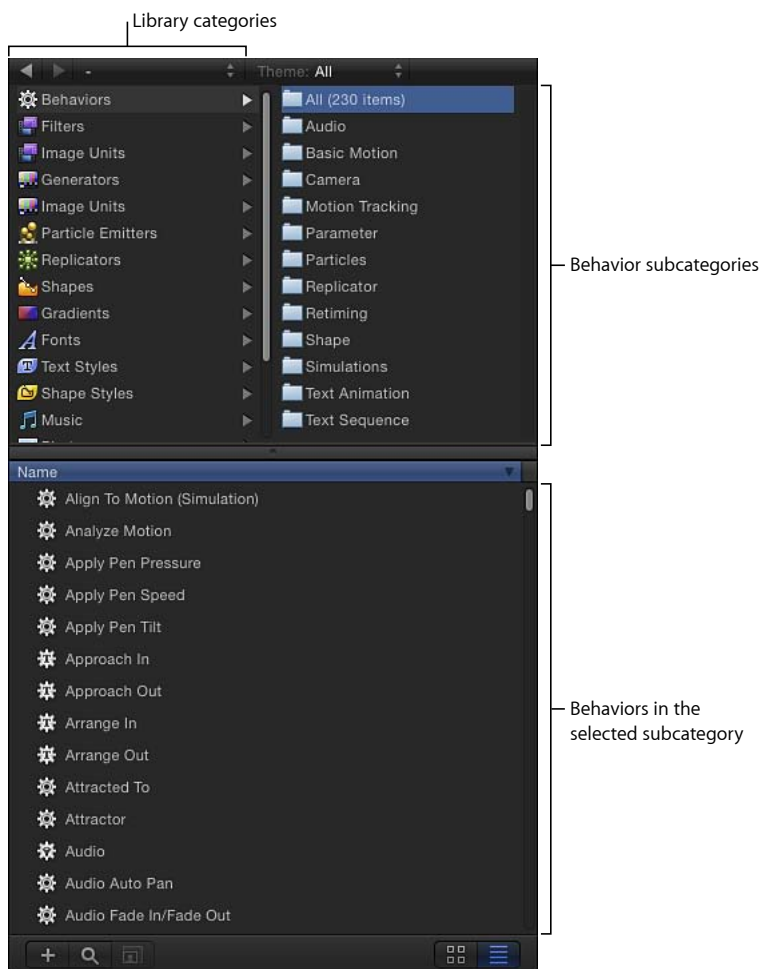 Library categories
-
Theme: All
Behaviors
Filters
Image Units
Generators
Image Units
Particle Emitters
Replicators
Shapes
Gradients
Fonts
Text Styles
Shape Styles
Music
All (230 items)
Audio
Basic Motion
Camera
Motion Tracking
Parameter
Particles
Replicator
Retiming
Shape
Simulations
Text Animation
Text Sequence
Behavior subcategories
Name
Align To Motion (Simulation)
Analyze Motion
Apply Pen Pressure
Apply Pen Speed
Apply Pen Tilt
Approach In
Approach Out
Arrange In
Arrange Out
Attracted To
Attractor
Audio
Audio Auto Pan
Audio Fade In/Fade Out
Behaviors in the
selected subcategory